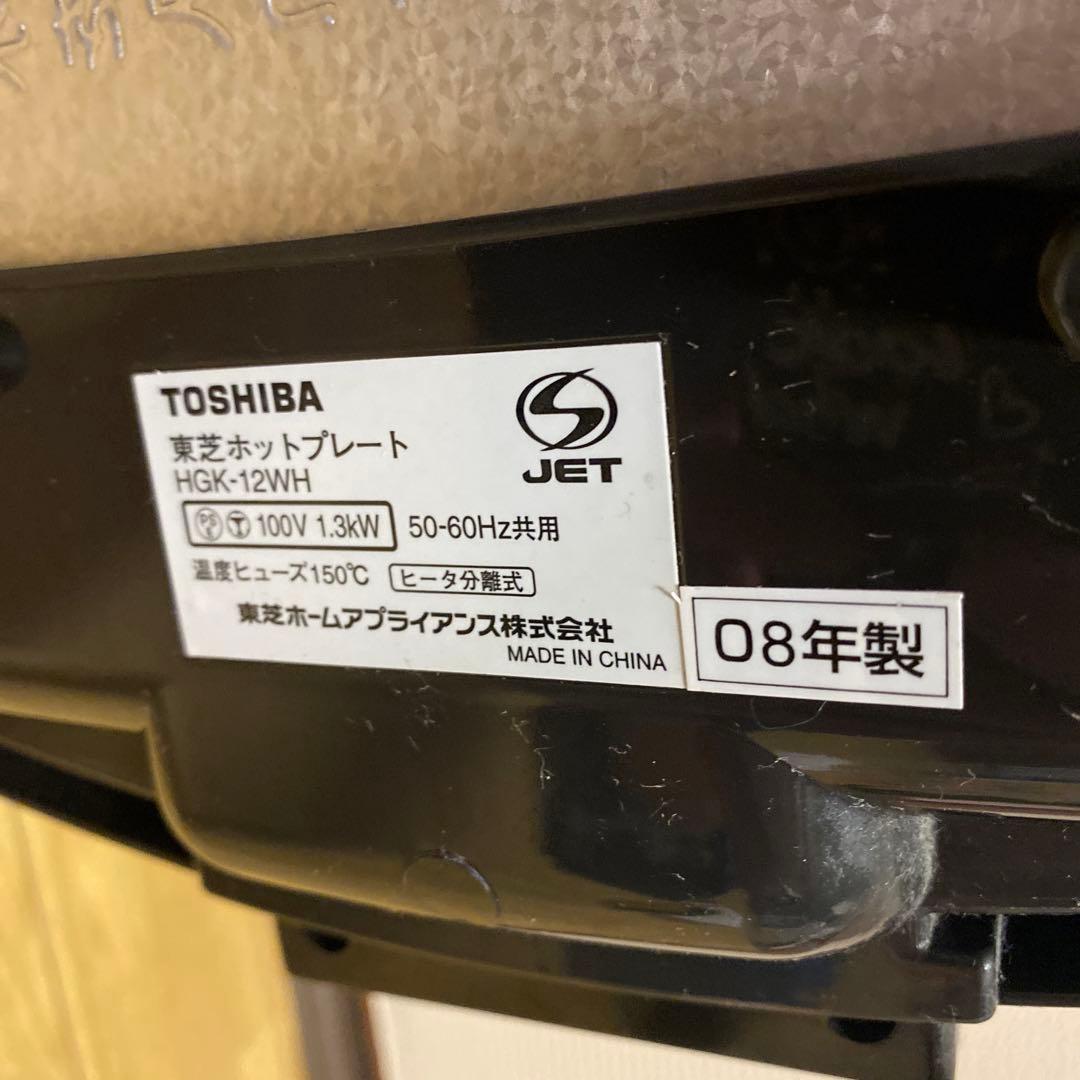 TOSHIBA
東芝ホットプレート
HGK-12WH
PS E T 100V 1.3kW 50-60Hz共用
温度ヒューズ150℃ ヒータ分離式
東芝ホームアプライアンス株式会社
MADE IN CHINA
JET
08年製